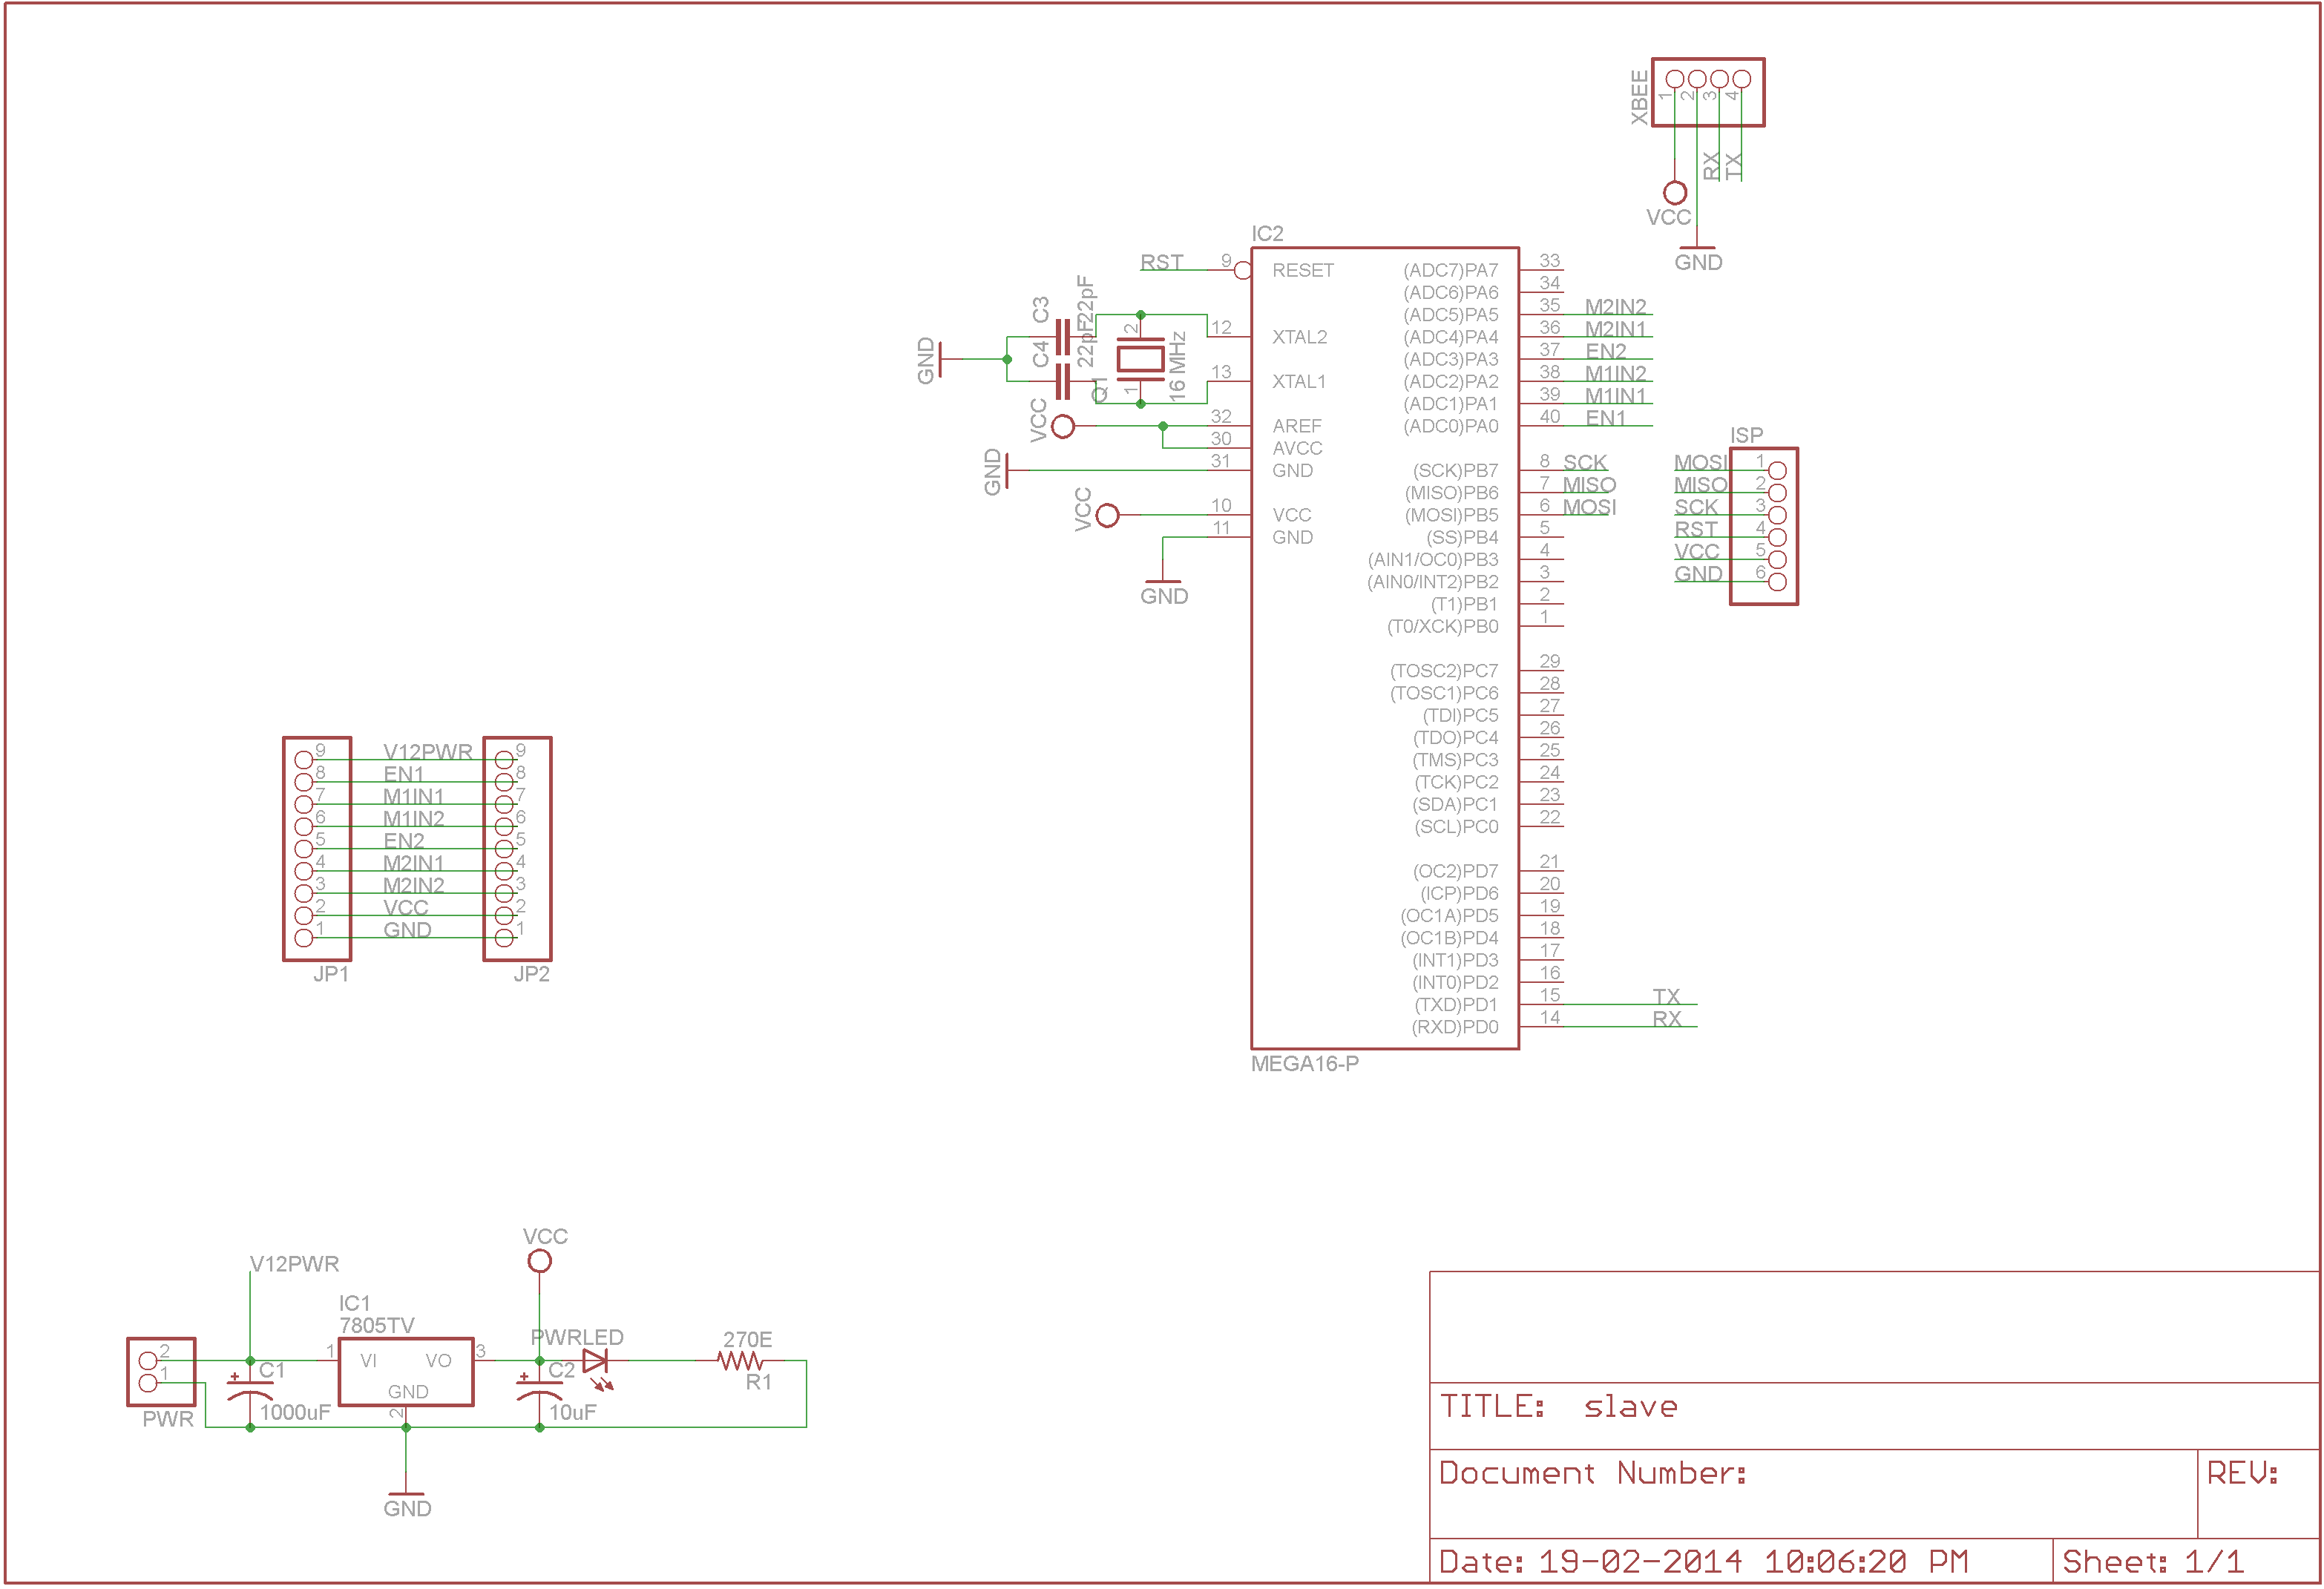 XBEE
1
2
3
4
RX
TX
VCC
GND
IC2
RST
9
RESET
C3
22pF
C4
22pF
GND
2
1
Q1
16 MHz
12
XTAL2
13
XTAL1
VCC
32
AREF
30
AVCC
GND
31
GND
VCC
10
VCC
11
GND
GND
(ADC7)PA7 33
(ADC6)PA6 34
(ADC5)PA5 35 M2IN2
(ADC4)PA4 36 M2IN1
(ADC3)PA3 37 EN2
(ADC2)PA2 38 M1IN2
(ADC1)PA1 39 M1IN1
(ADC0)PA0 40 EN1
(SCK)PB7 8 SCK
(MISO)PB6 7 MISO
(MOSI)PB5 6 MOSI
(SS)PB4 5
(AIN1/OC0)PB3 4
(AIN0/INT2)PB2 3
(T1)PB1 2
(T0/XCK)PB0 1
(TOSC2)PC7 29
(TOSC1)PC6 28
(TDI)PC5 27
(TDO)PC4 26
(TMS)PC3 25
(TCK)PC2 24
(SDA)PC1 23
(SCL)PC0 22
(OC2)PD7 21
(ICP)PD6 20
(OC1A)PD5 19
(OC1B)PD4 18
(INT1)PD3 17
(INT0)PD2 16
(TXD)PD1 15 TX
(RXD)PD0 14 RX
MEGA16-P
ISP
MOSI 1
MISO 2
SCK 3
RST 4
VCC 5
GND 6
9 V12PWR 9
8 EN1 8
7 M1IN1 7
6 M1IN2 6
5 EN2 5
4 M2IN1 4
3 M2IN2 3
2 VCC 2
1 GND 1
JP1 JP2
VCC
V12PWR
IC1
7805TV
PWRLED
270E
2
1
PWR
C1
1000uF
1 VI VO 3
GND
2
C2
10uF
R1
GND
TITLE: slave
Document Number:
REV:
Date: 19-02-2014 10:06:20 PM
Sheet: 1/1